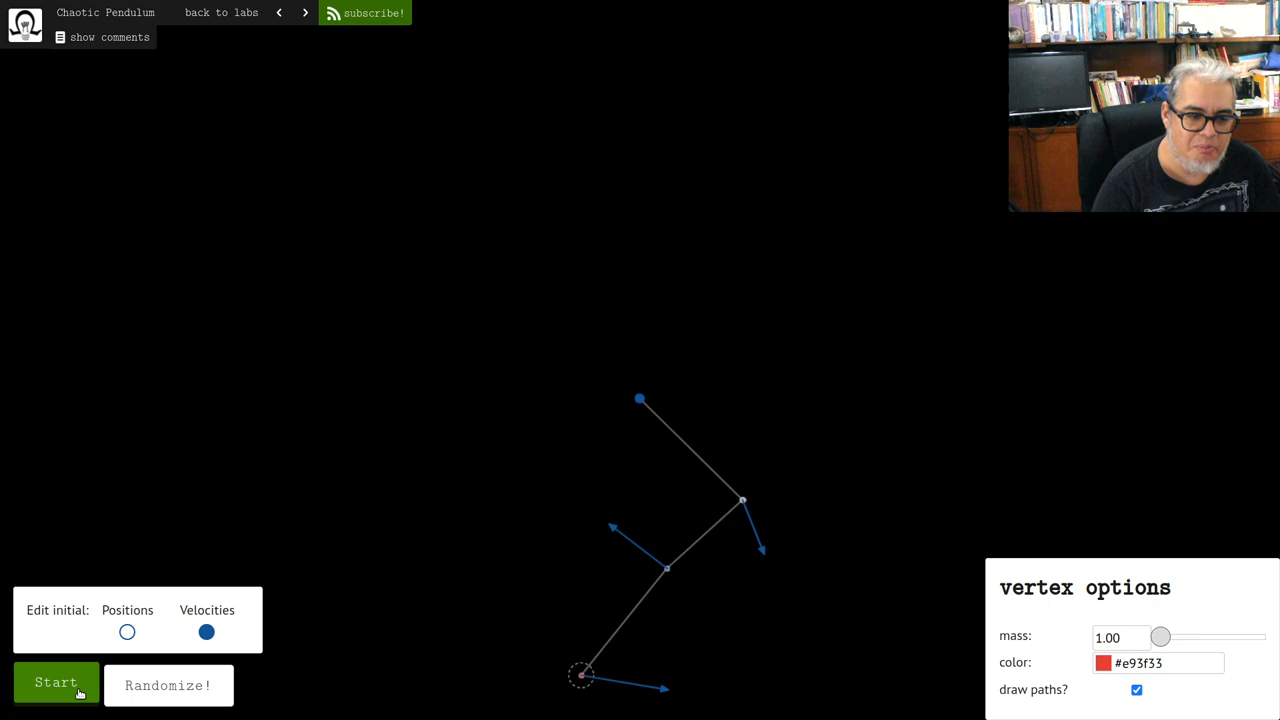 Chaotic Pendulum back to labs subscribe!
show comments
Edit initial: Positions Velocities
Start Randomize!
vertex options
mass: 1.00
color: #e93f33
draw paths?